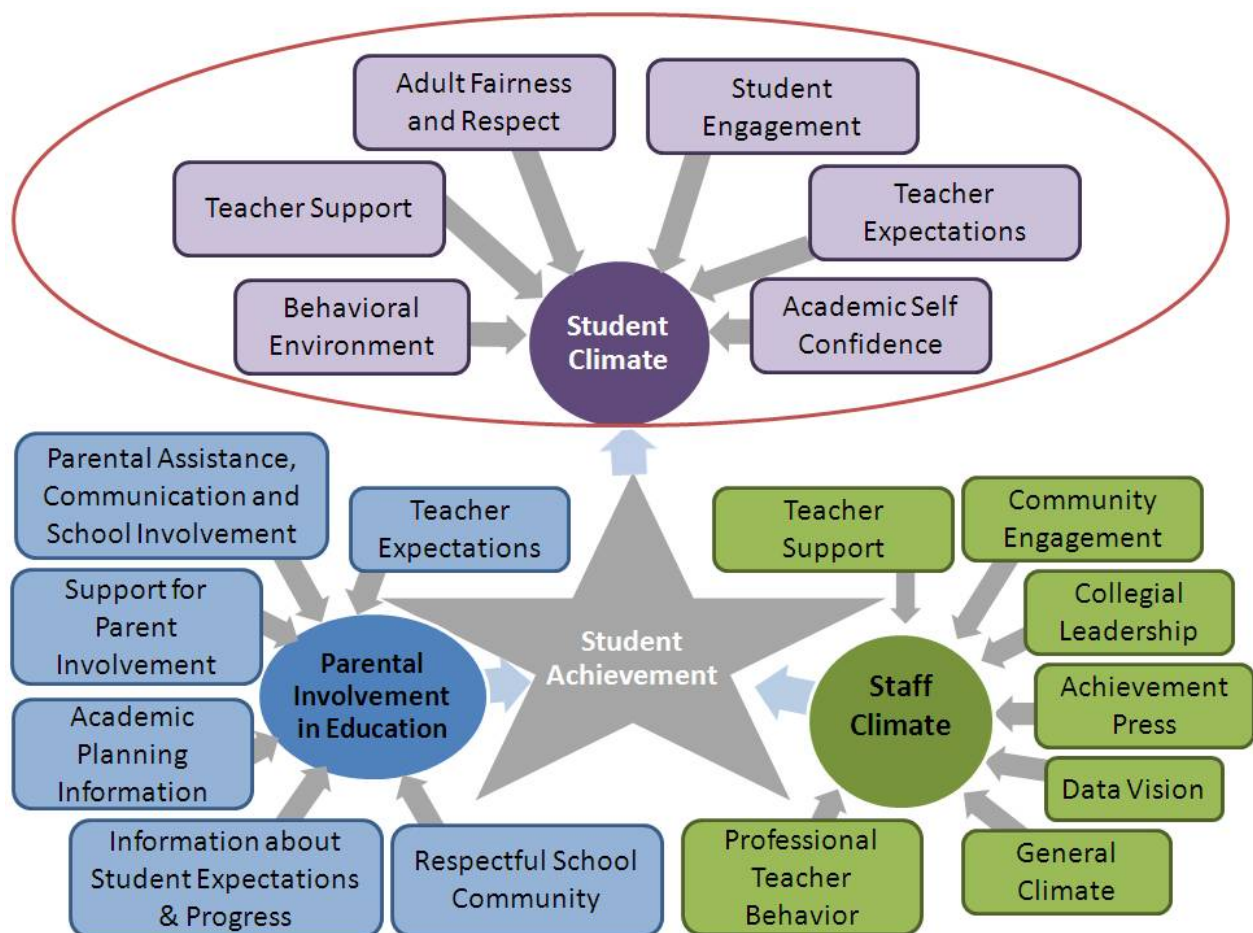 Adult Fairness
and Respect
Student
Engagement
Teacher Support
Teacher
Expectations
Behavioral
Environment
Student
Climate
Academic Self
Confidence
Parental Assistance,
Communication and
School Involvement
Teacher
Expectations
Support for
Parent
Involvement
Parental
Involvement
in Education
Academic
Planning
Information
Information about
Student Expectations
& Progress
Respectful School
Community
Student
Achievement
Teacher
Support
Community
Engagement
Collegial
Leadership
Staff
Climate
Achievement
Press
Data Vision
Professional
Teacher
Behavior
General
Climate